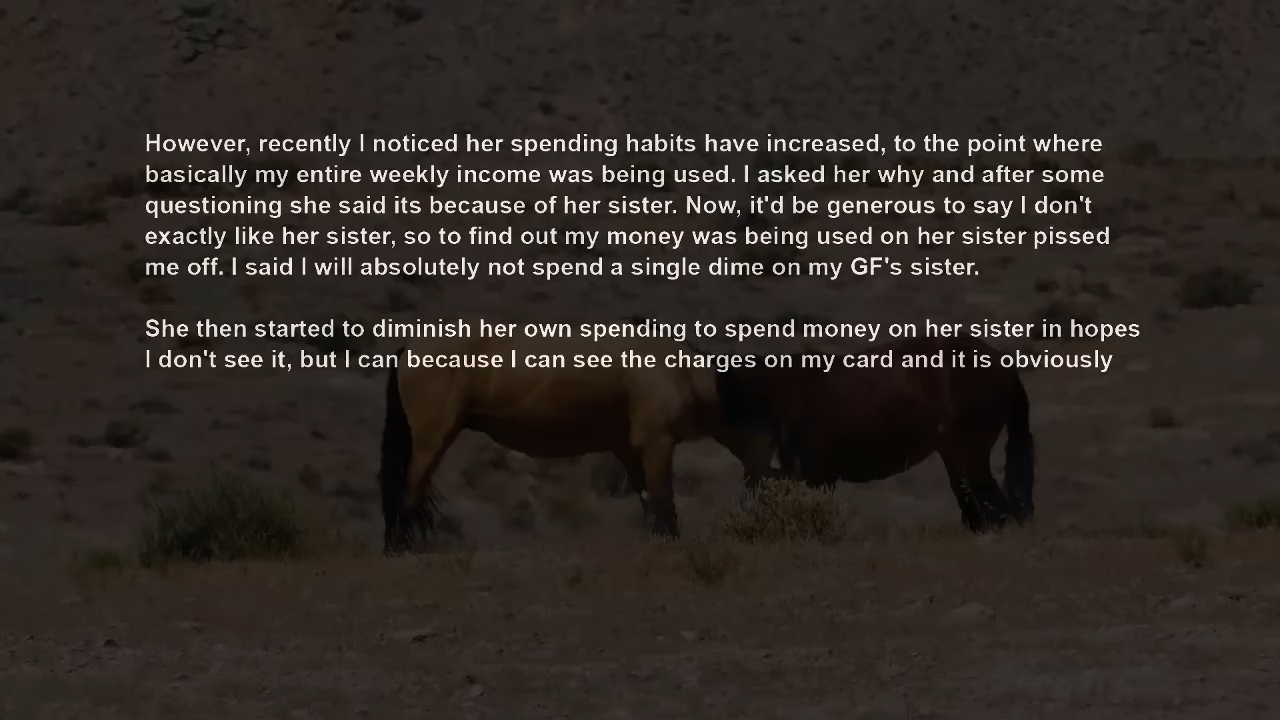 However, recently I noticed her spending habits have increased, to the point where
basically my entire weekly income was being used. I asked her why and after some
questioning she said its because of her sister. Now, it'd be generous to say I don't
exactly like her sister, so to find out my money was being used on her sister pissed
me off. I said I will absolutely not spend a single dime on my GF's sister.
She then started to diminish her own spending to spend money on her sister in hopes
I don't see it, but I can because I can see the charges on my card and it is obviously